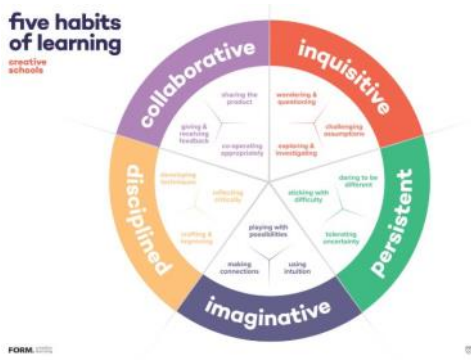 five habits
of learning
creative
schools
collaborative
sharing the
product
giving &
receiving
feedback
co-operating
appropriately
inquisitive
wondering &
questioning
challenging
assumptions
exploring &
investigating
persistent
daring to be
different
sticking with
difficulty
tolerating
uncertainty
imaginative
playing with
possibilities
making
connections
using
intuition
disciplined
developing
techniques
reflecting
critically
crafting &
improving
FORM. creative
learning